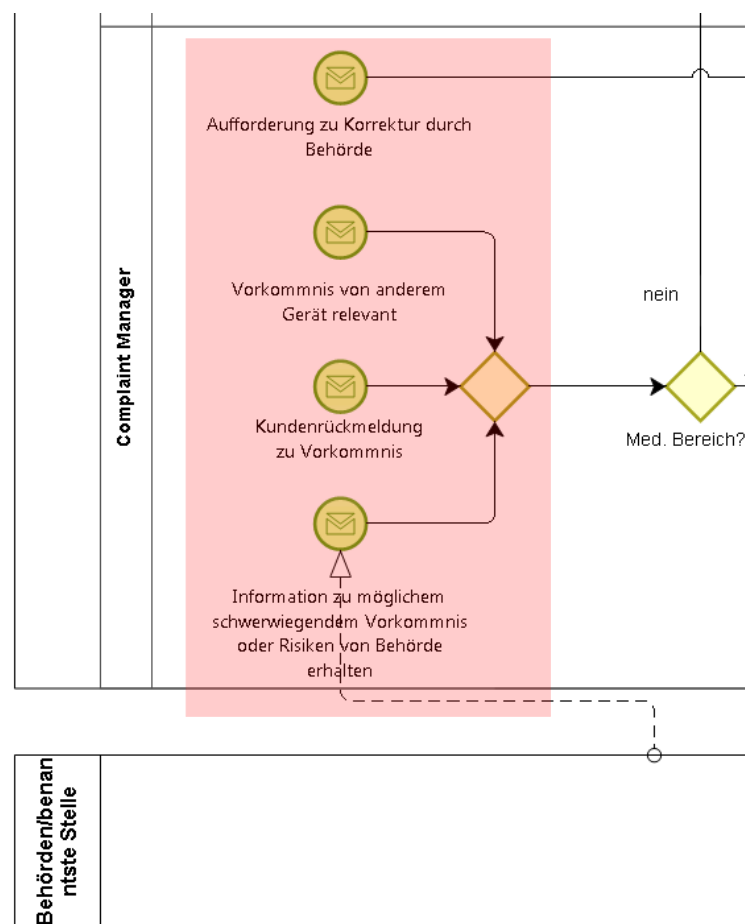 Complaint Manager
Aufforderung zu Korrektur durch
Behörde
Vorkommnis von anderem
Gerät relevant
nein
Kundenrückmeldung
zu Vorkommnis
Med. Bereich?
Information zu möglichem
schwerwiegendem Vorkommnis
oder Risiken von Behörde
erhalten
Behörden/benan
ntste Stelle